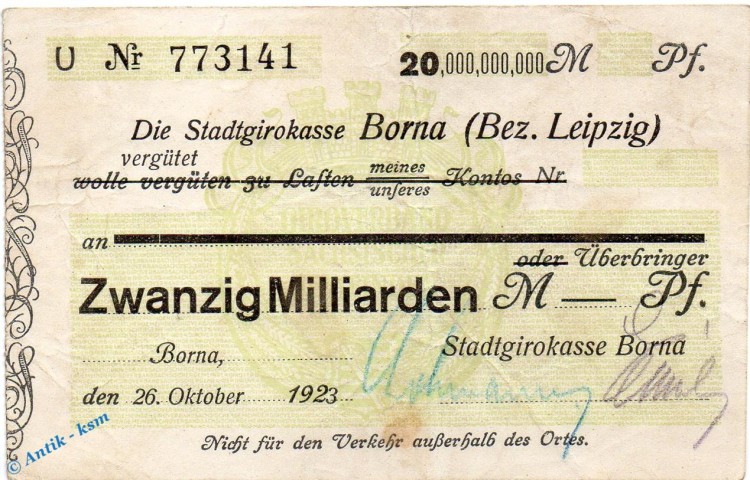 U Nr 773141 20,000,000,000 M Pf.
Die Stadtgirokasse Borna (Bez. Leipzig)
vergütet
wolle vergüten zu Lasten meines Kontos Nr
unseres
an
oder Überbringer
Zwanzig Milliarden M — Pf.
Borna, Stadtgirokasse Borna
den 26. Oktober 1923
Nicht für den Verkehr außerhalb des Ortes.
© Antik - ksm